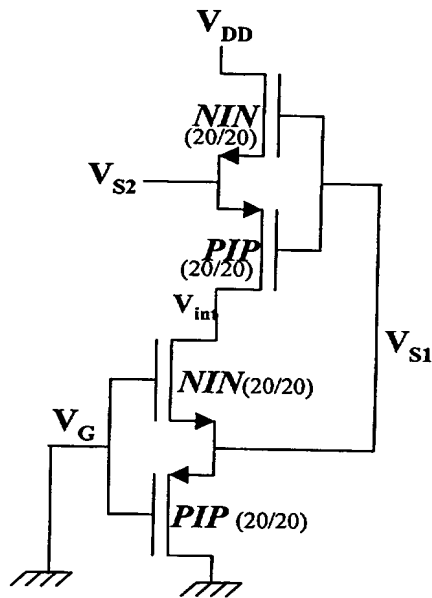 VDD
NIN
(20/20)
VS2
PIP
(20/20)
Vint
NIN(20/20)
VS1
VG
PIP (20/20)